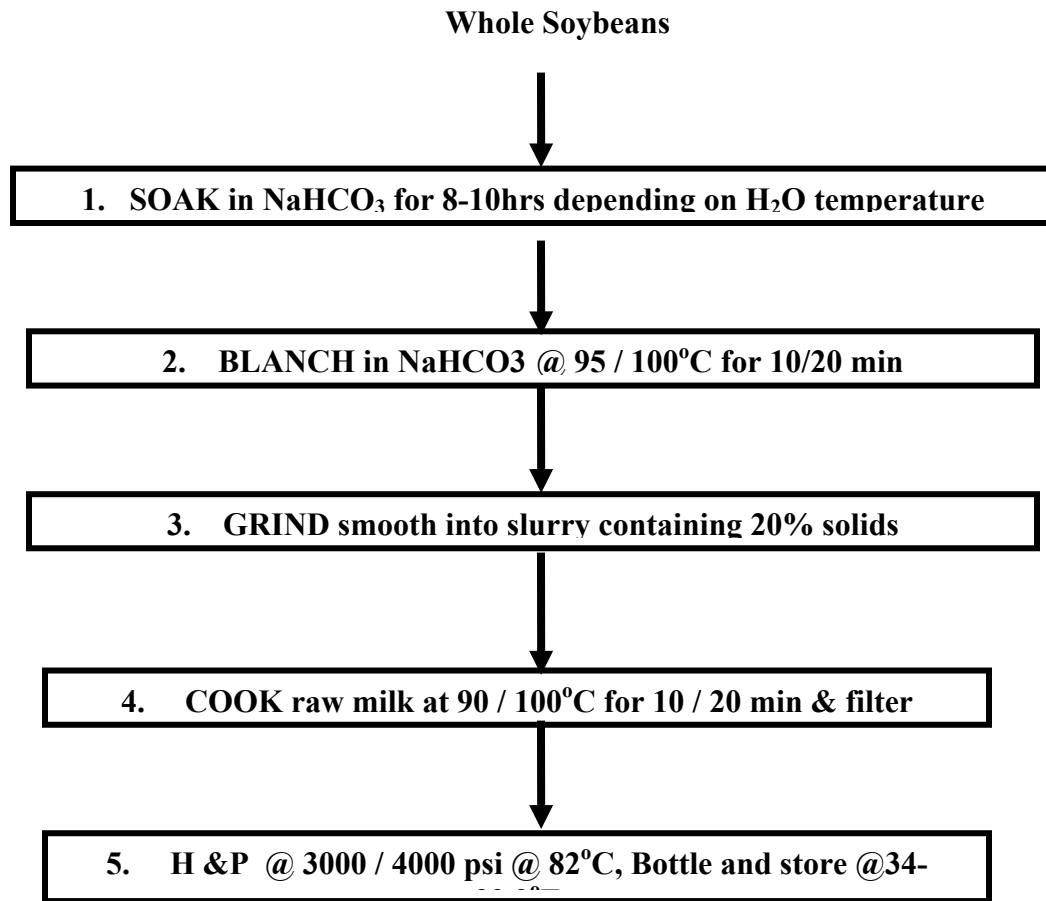 Whole Soybeans
1. SOAK in NaHCO₃ for 8-10hrs depending on H₂O temperature
2. BLANCH in NaHCO3 @ 95 / 100°C for 10/20 min
3. GRIND smooth into slurry containing 20% solids
4. COOK raw milk at 90 / 100°C for 10 / 20 min & filter
5. H &P @ 3000 / 4000 psi @ 82°C, Bottle and store @34-